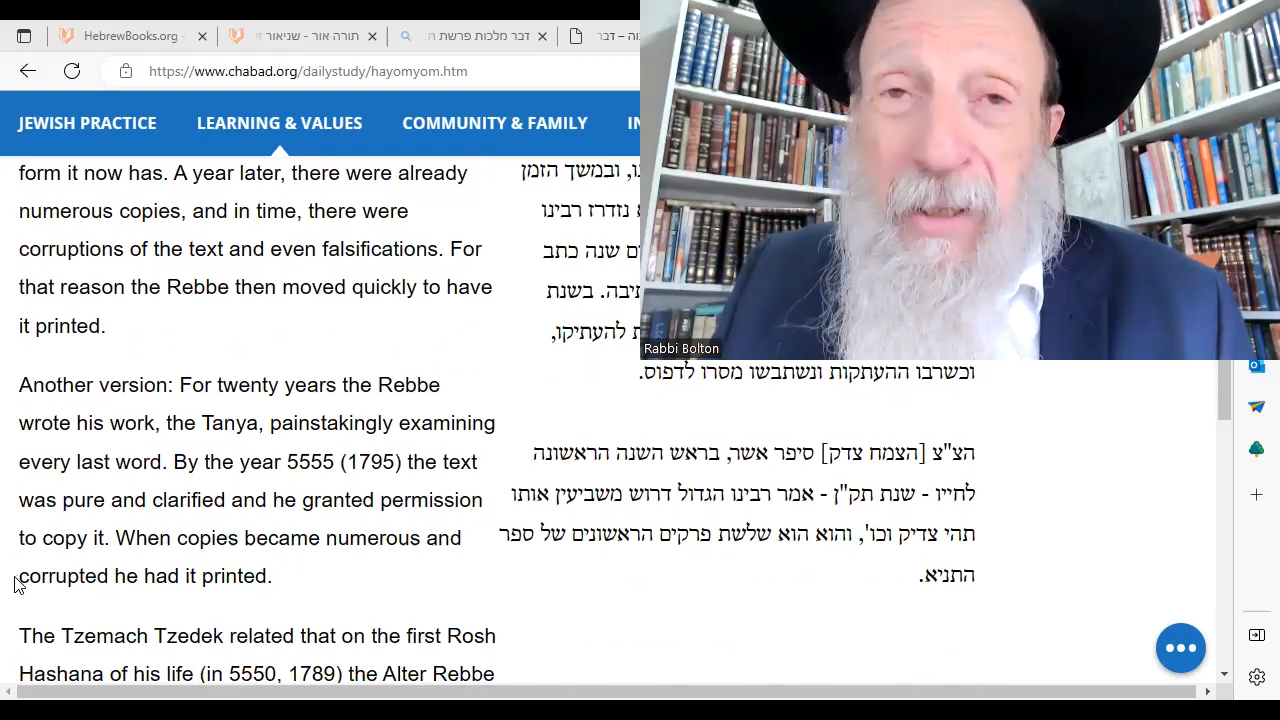 HebrewBooks.org -
תורה אור - שניאור
דבר מלכות פרשת
https://www.chabad.org/dailystudy/hayomyom.htm
JEWISH PRACTICE
LEARNING & VALUES
COMMUNITY & FAMILY
form it now has. A year later, there were already
numerous copies, and in time, there were
corruptions of the text and even falsifications. For
that reason the Rebbe then moved quickly to have
it printed.
Another version: For twenty years the Rebbe
wrote his work, the Tanya, painstakingly examining
every last word. By the year 5555 (1795) the text
was pure and clarified and he granted permission
to copy it. When copies became numerous and
corrupted he had it printed.
The Tzemach Tzedek related that on the first Rosh
Hashana of his life (in 5550, 1789) the Alter Rebbe
ובמשך הזמן
נזדרז רבינו
שנה כתב
בשנת
להעתיקו,
וכשרבו ההעתקות ונשתבשו מסרו לדפוס.
הצ"צ [הצמח צדק] סיפר אשר, בראש השנה הראשונה
לחייו - שנת תק"ן - אמר רבינו הגדול דרוש משביעין אותו
תהי צדיק וכו', והוא הוא שלשת פרקים הראשונים של ספר
התניא.
Rabbi Bolton